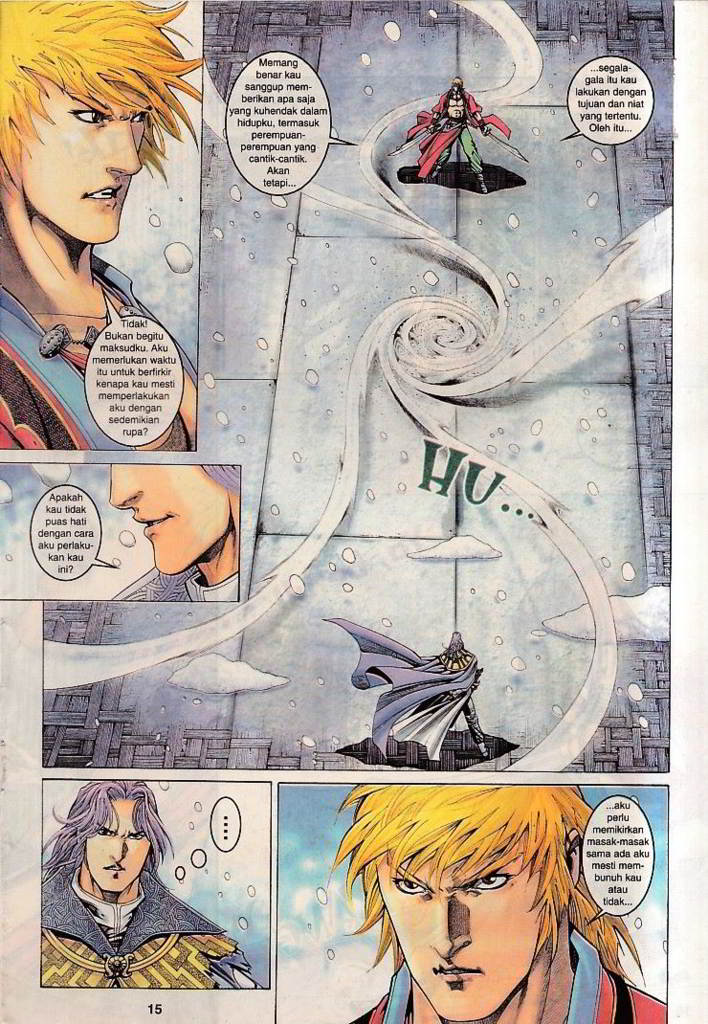 Tidak!
Bukan begitu
maksudku. Aku
memerlukan waktu
itu untuk berfirkir
kenapa kau mesti
memperlakukan
aku dengan
sedemikian
rupa?
Apakah
kau tidak
puas hati
dengan cara
aku perlaku-
kan kau
ini?
Memang
benar kau
sanggup mem-
berikan apa saja
yang kuhendak dalam
hidupku, termasuk
perempuan-
perempuan yang
cantik-cantik.
Akan
tetapi...
...segala-
gala itu kau
lakukan dengan
tujuan dan niat
yang tertentu.
Oleh itu...
HU...
....
...aku
perlu
memikirkan
masak-masak
sama ada aku
mesti mem-
bunuh kau
atau
tidak...
15